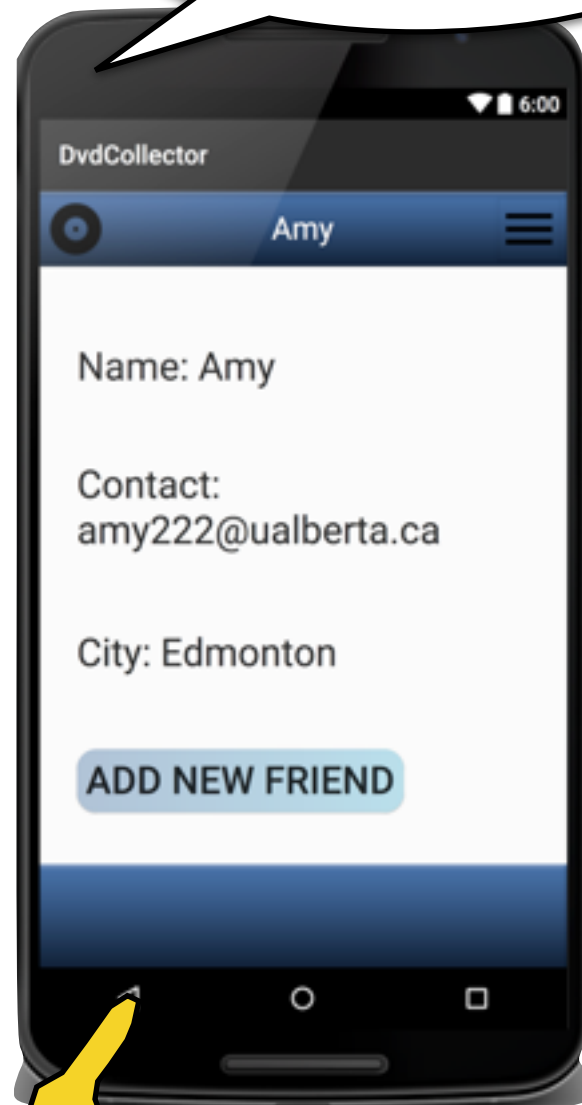 6:00
DvdCollector
Amy
Name: Amy
Contact:
amy222@ualberta.ca
City: Edmonton
ADD NEW FRIEND